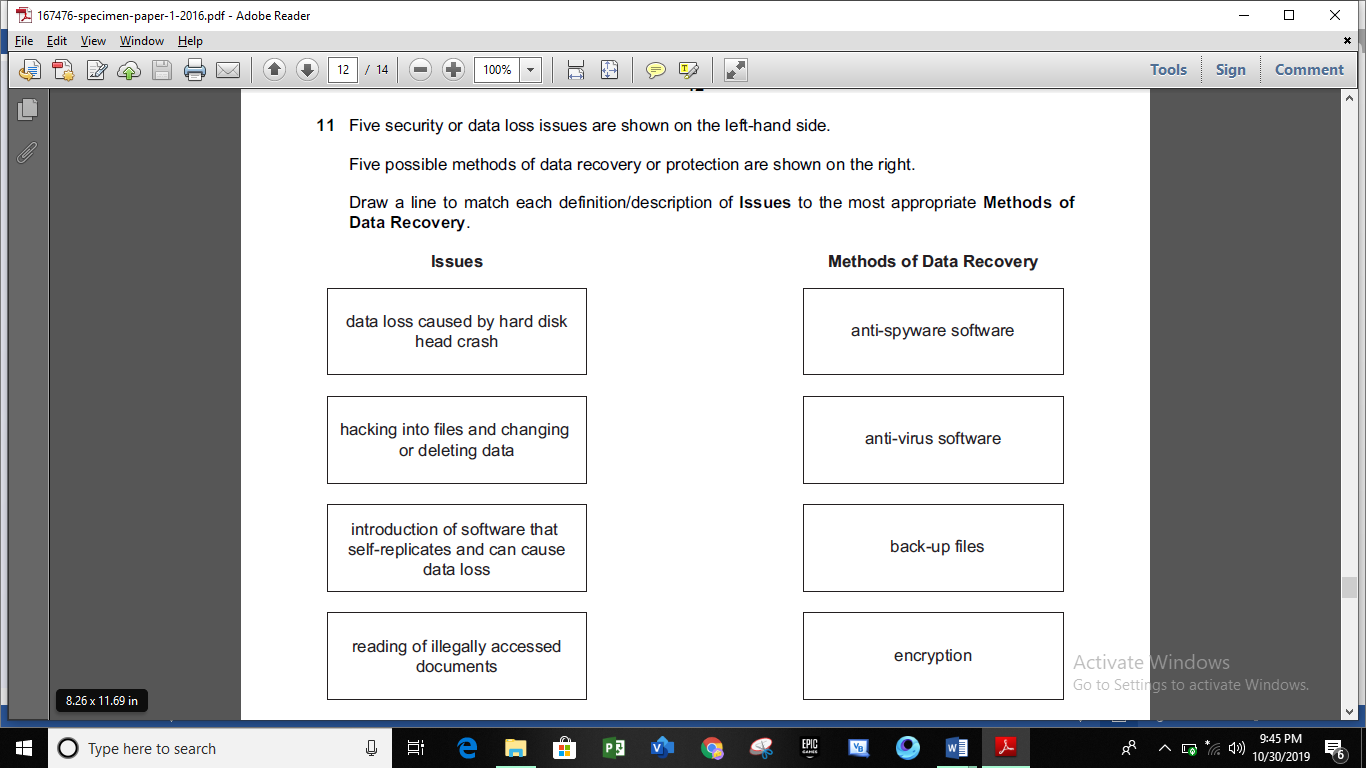 167476-specimen-paper-1-2016.pdf - Adobe Reader
File Edit View Window Help
12 / 14 100% Tools Sign Comment
11 Five security or data loss issues are shown on the left-hand side.
Five possible methods of data recovery or protection are shown on the right.
Draw a line to match each definition/description of Issues to the most appropriate Methods of
Data Recovery.
Issues
Methods of Data Recovery
data loss caused by hard disk
head crash
anti-spyware software
hacking into files and changing
or deleting data
anti-virus software
introduction of software that
self-replicates and can cause
data loss
back-up files
reading of illegally accessed
documents
encryption
Activate Windows
Go to Settings to activate Windows.
8.26 x 11.69 in
Type here to search
EPIC
GAMES
9:45 PM
10/30/2019
6